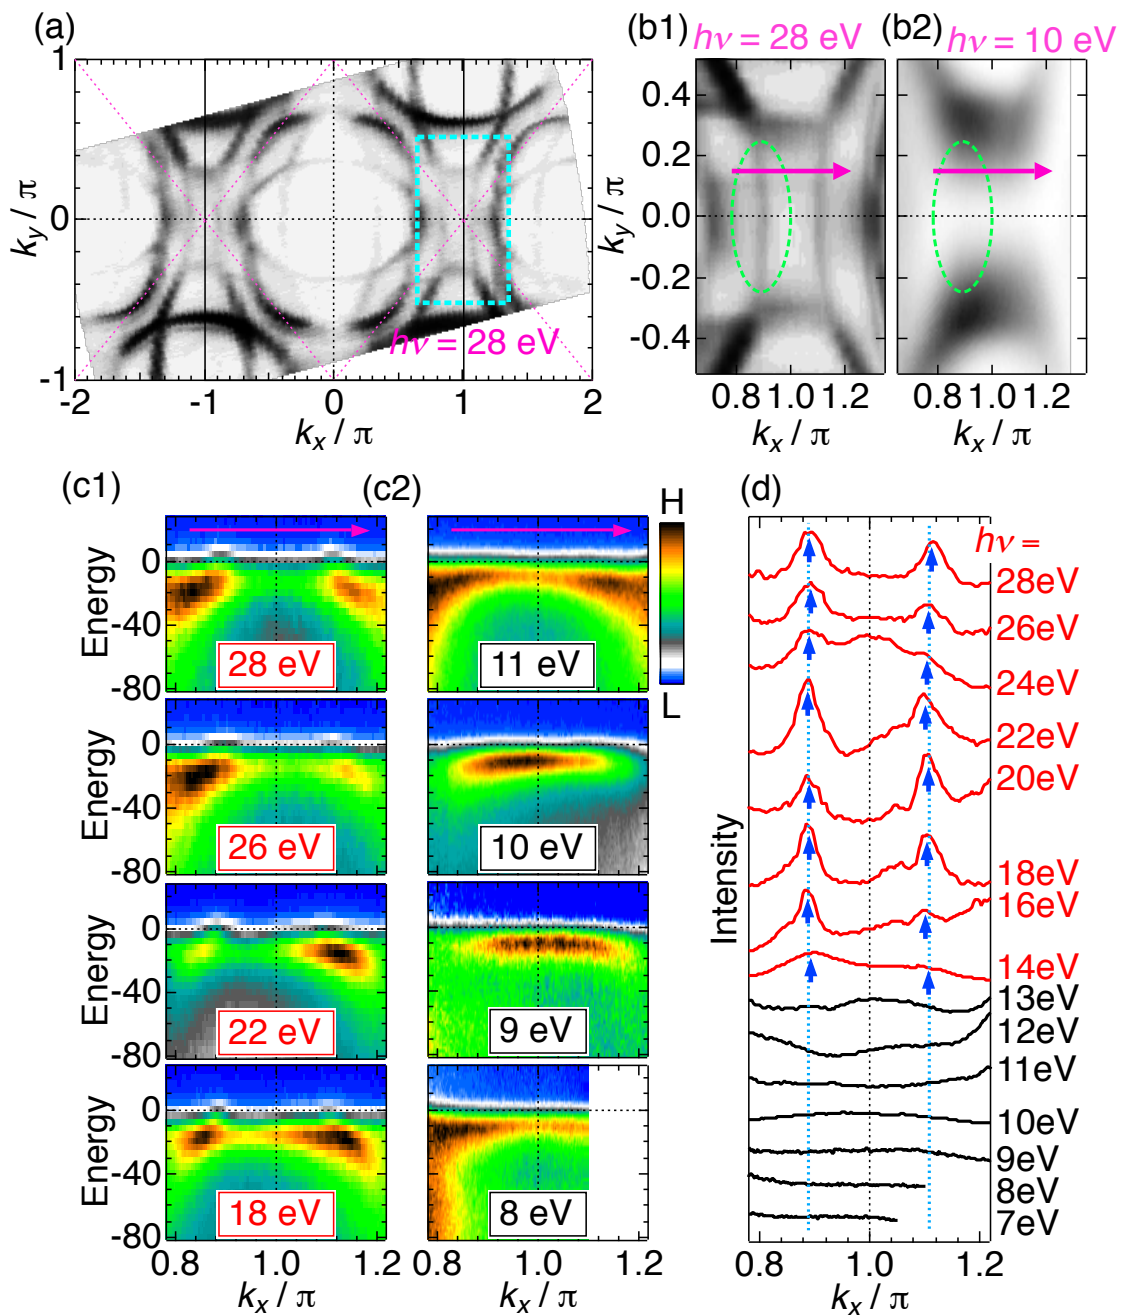 (a)
(b1)
(b2)
hν = 28 eV
hν = 10 eV
1
0
-1
k_y / π
-2
-1
0
1
2
k_x / π
hν = 28 eV
0.4
0.2
0.0
-0.2
-0.4
k_y / π
0.8
1.0
1.2
k_x / π
0.8
1.0
1.2
k_x / π
(c1)
(c2)
H
L
(d)
Energy
0
-40
-80
28 eV
11 eV
Energy
0
-40
-80
26 eV
10 eV
Energy
0
-40
-80
22 eV
9 eV
Energy
0
-40
-80
18 eV
8 eV
0.8
1.0
1.2
k_x / π
0.8
1.0
1.2
k_x / π
Intensity
hν =
28eV
26eV
24eV
22eV
20eV
18eV
16eV
14eV
13eV
12eV
11eV
10eV
9eV
8eV
7eV
0.8
1.0
1.2
k_x / π